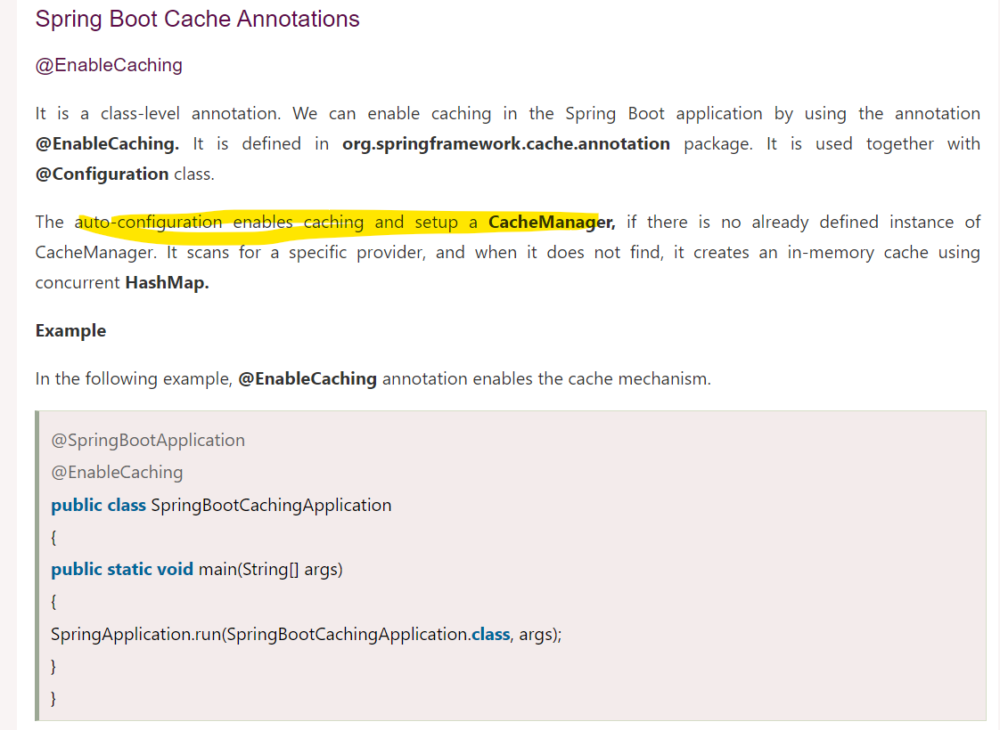 Spring Boot Cache Annotations
@EnableCaching
It is a class-level annotation. We can enable caching in the Spring Boot application by using the annotation
@EnableCaching. It is defined in org.springframework.cache.annotation package. It is used together with
@Configuration class.
The auto-configuration enables caching and setup a CacheManager, if there is no already defined instance of
CacheManager. It scans for a specific provider, and when it does not find, it creates an in-memory cache using
concurrent HashMap.
Example
In the following example, @EnableCaching annotation enables the cache mechanism.
@SpringBootApplication
@EnableCaching
public class SpringBootCachingApplication
{
public static void main(String[] args)
{
SpringApplication.run(SpringBootCachingApplication.class, args);
}
}